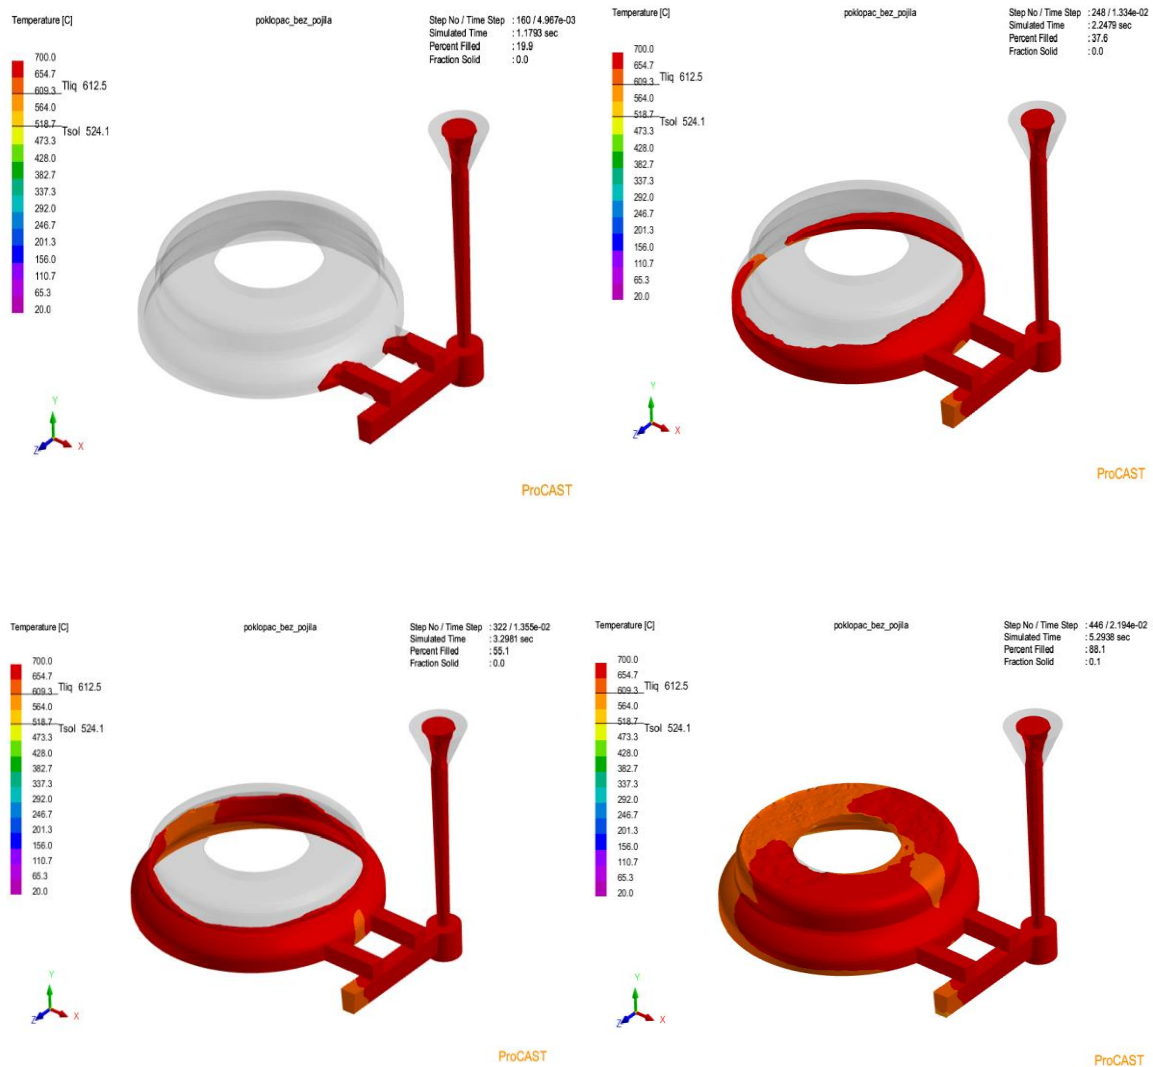 Temperature [C]
poklopac_bez_pojila
Step No / Time Step : 160 / 4.967e-03
Simulated Time : 1.1793 sec
Percent Filled : 19.9
Fraction Solid : 0.0
700.0
654.7
609.3
Tliq 612.5
564.0
518.7
Tsol 524.1
473.3
428.0
382.7
337.3
292.0
246.7
201.3
156.0
110.7
65.3
20.0
Y
Z
X
ProCAST
Temperature [C]
poklopac_bez_pojila
Step No / Time Step : 248 / 1.334e-02
Simulated Time : 2.2479 sec
Percent Filled : 37.6
Fraction Solid : 0.0
700.0
654.7
609.3
Tliq 612.5
564.0
518.7
Tsol 524.1
473.3
428.0
382.7
337.3
292.0
246.7
201.3
156.0
110.7
65.3
20.0
Y
Z
X
ProCAST
Temperature [C]
poklopac_bez_pojila
Step No / Time Step : 322 / 1.355e-02
Simulated Time : 3.2981 sec
Percent Filled : 55.1
Fraction Solid : 0.0
700.0
654.7
609.3
Tliq 612.5
564.0
518.7
Tsol 524.1
473.3
428.0
382.7
337.3
292.0
246.7
201.3
156.0
110.7
65.3
20.0
Y
Z
X
ProCAST
Temperature [C]
poklopac_bez_pojila
Step No / Time Step : 446 / 2.194e-02
Simulated Time : 5.2938 sec
Percent Filled : 88.1
Fraction Solid : 0.1
700.0
654.7
609.3
Tliq 612.5
564.0
518.7
Tsol 524.1
473.3
428.0
382.7
337.3
292.0
246.7
201.3
156.0
110.7
65.3
20.0
Y
Z
X
ProCAST